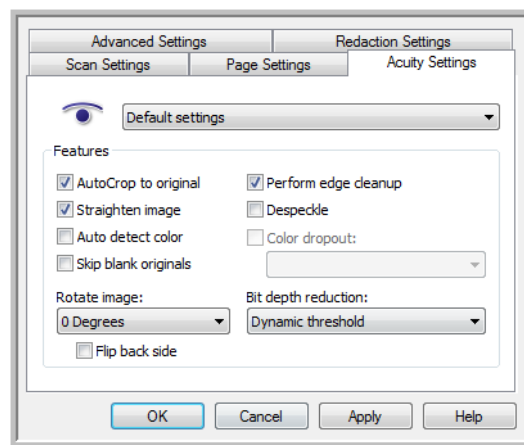 Advanced Settings Redaction Settings
Scan Settings Page Settings Acuity Settings
Default settings
Features
AutoCrop to original Perform edge cleanup
Straighten image Despeckle
Auto detect color Color dropout:
Skip blank originals
Rotate image: Bit depth reduction:
0 Degrees Dynamic threshold
Flip back side
OK Cancel Apply Help